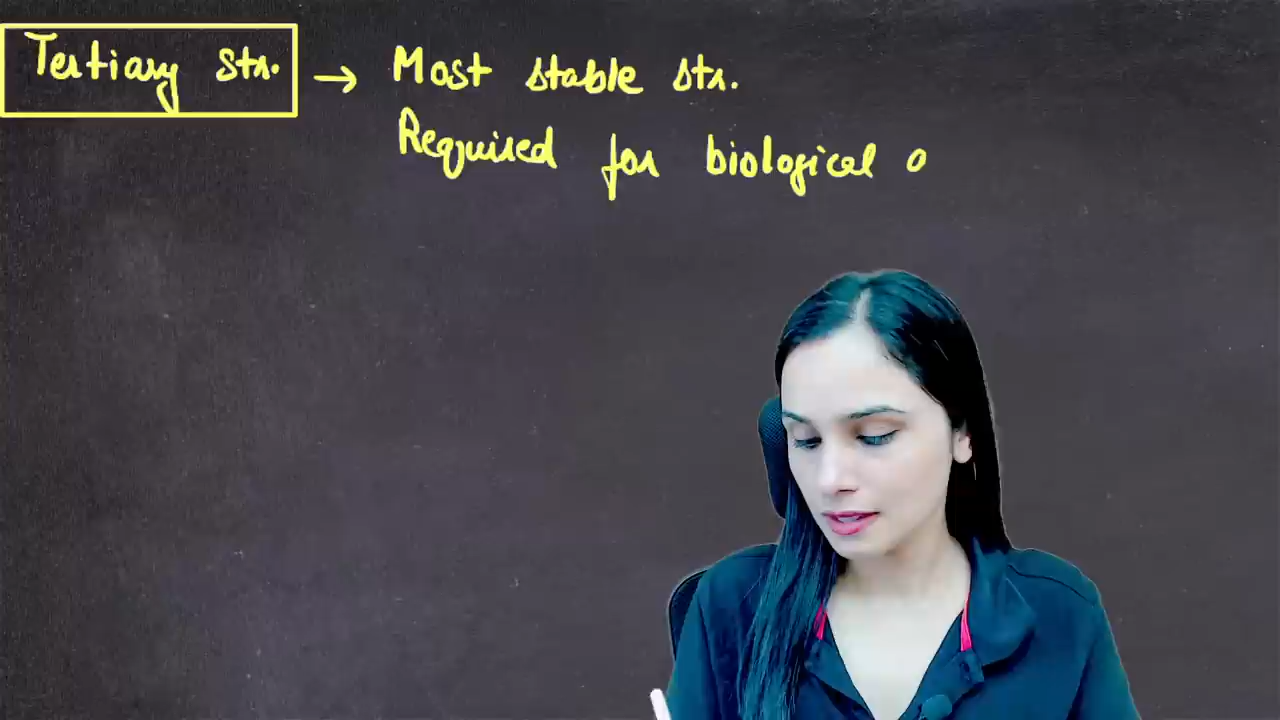 Tertiary str. → Most stable str.
Required for biological a